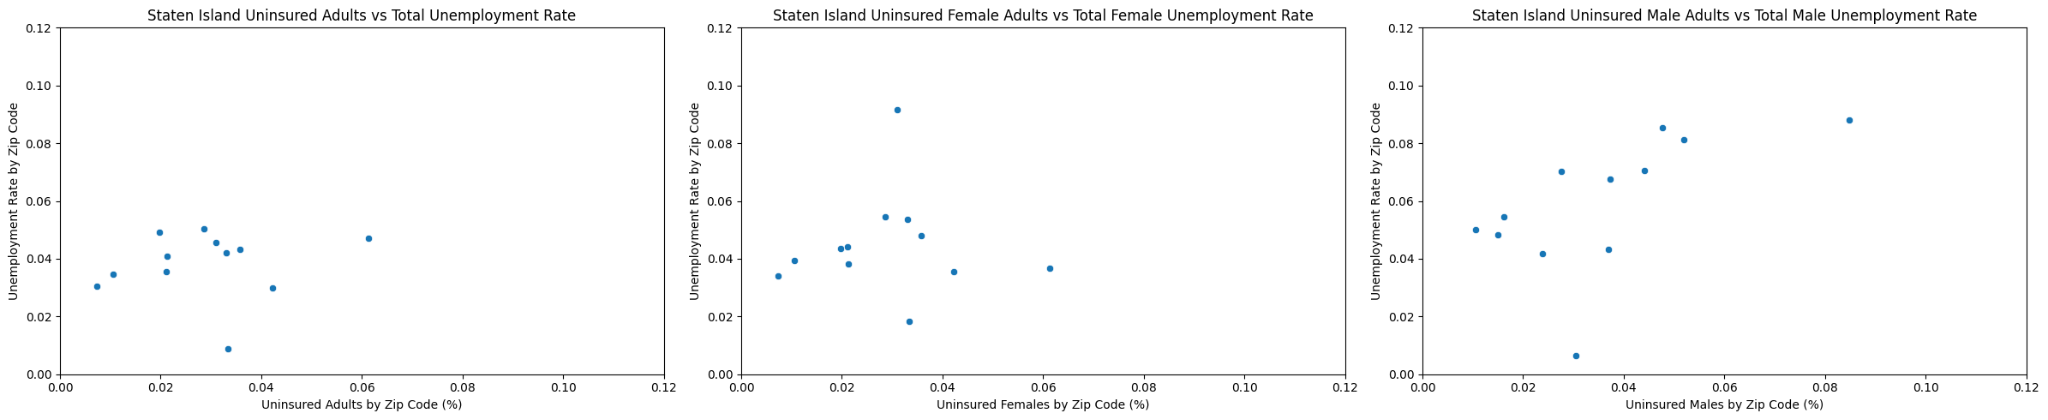 Staten Island Uninsured Adults vs Total Unemployment Rate
0.12
0.10
0.08
0.06
0.04
0.02
0.00
Unemployment Rate by Zip Code
0.00 0.02 0.04 0.06 0.08 0.10 0.12
Uninsured Adults by Zip Code (%)
Staten Island Uninsured Female Adults vs Total Female Unemployment Rate
0.12
0.10
0.08
0.06
0.04
0.02
0.00
Unemployment Rate by Zip Code
0.00 0.02 0.04 0.06 0.08 0.10 0.12
Uninsured Females by Zip Code (%)
Staten Island Uninsured Male Adults vs Total Male Unemployment Rate
0.12
0.10
0.08
0.06
0.04
0.02
0.00
Unemployment Rate by Zip Code
0.00 0.02 0.04 0.06 0.08 0.10 0.12
Uninsured Males by Zip Code (%)